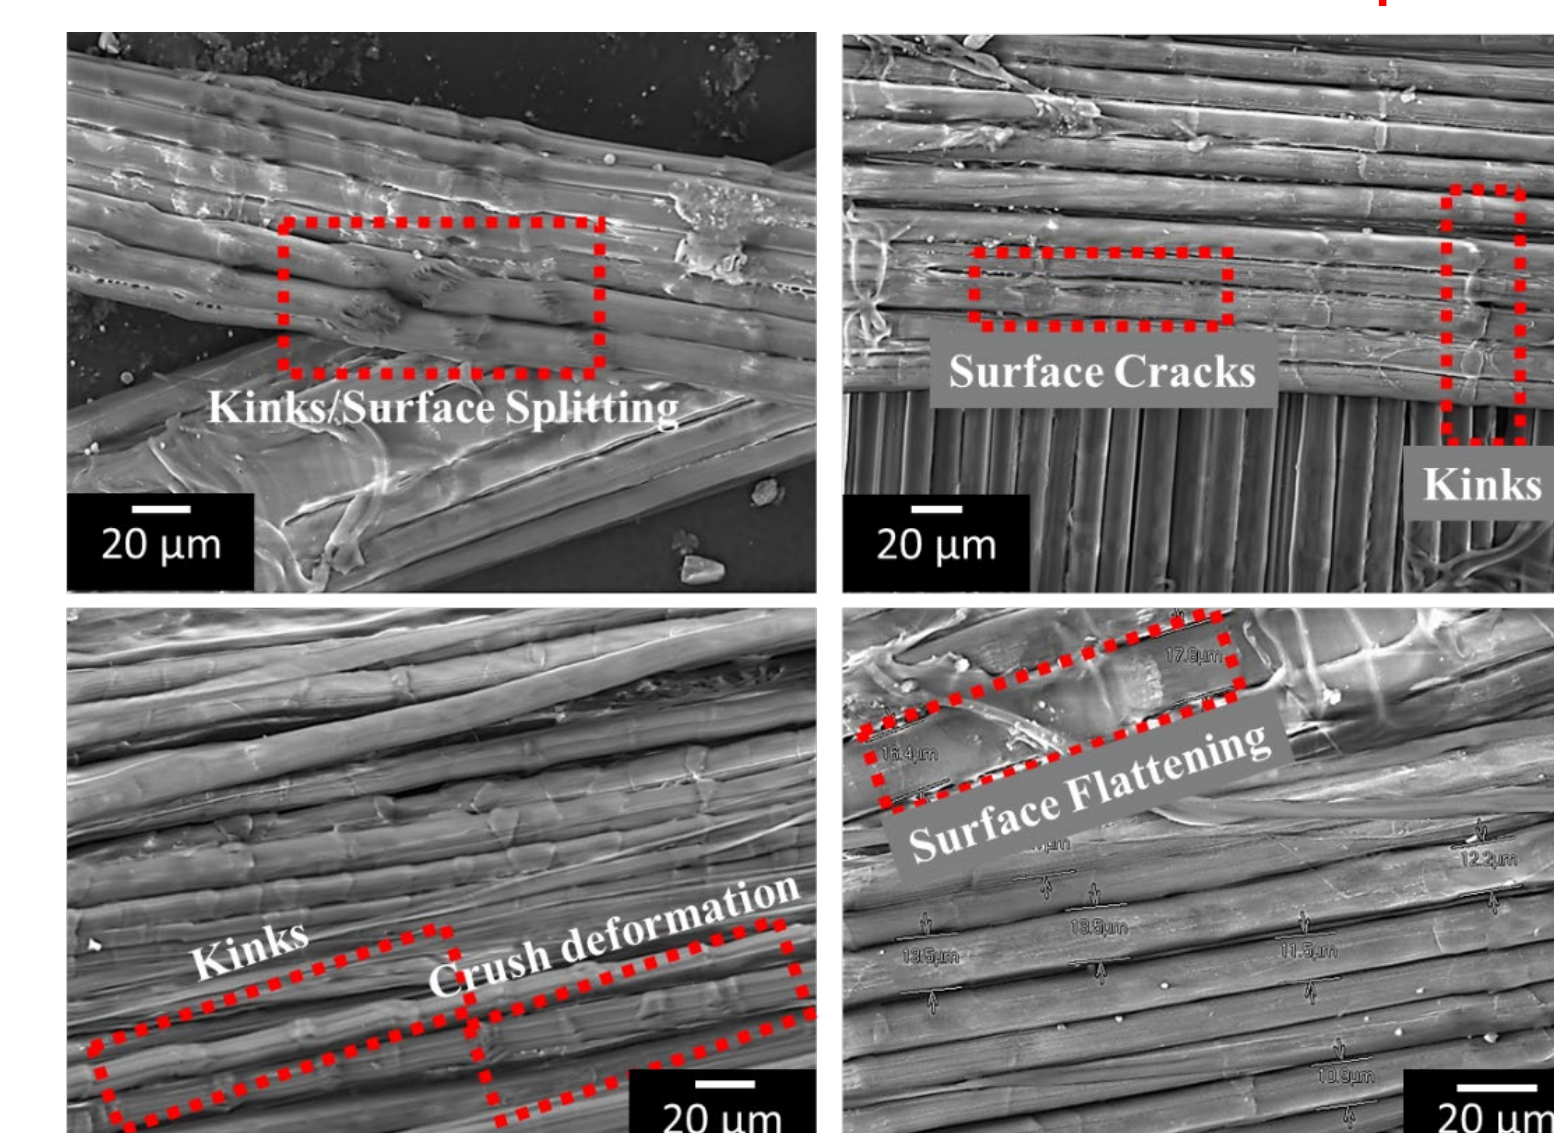 Kinks/Surface Splitting
20 μm
Surface Cracks
Kinks
20 μm
Kinks
Crush deformation
20 μm
17.8μm
16.4μm
Surface Flattening
12.2μm
13.5μm
13.5μm
11.5μm
10.9μm
20 μm